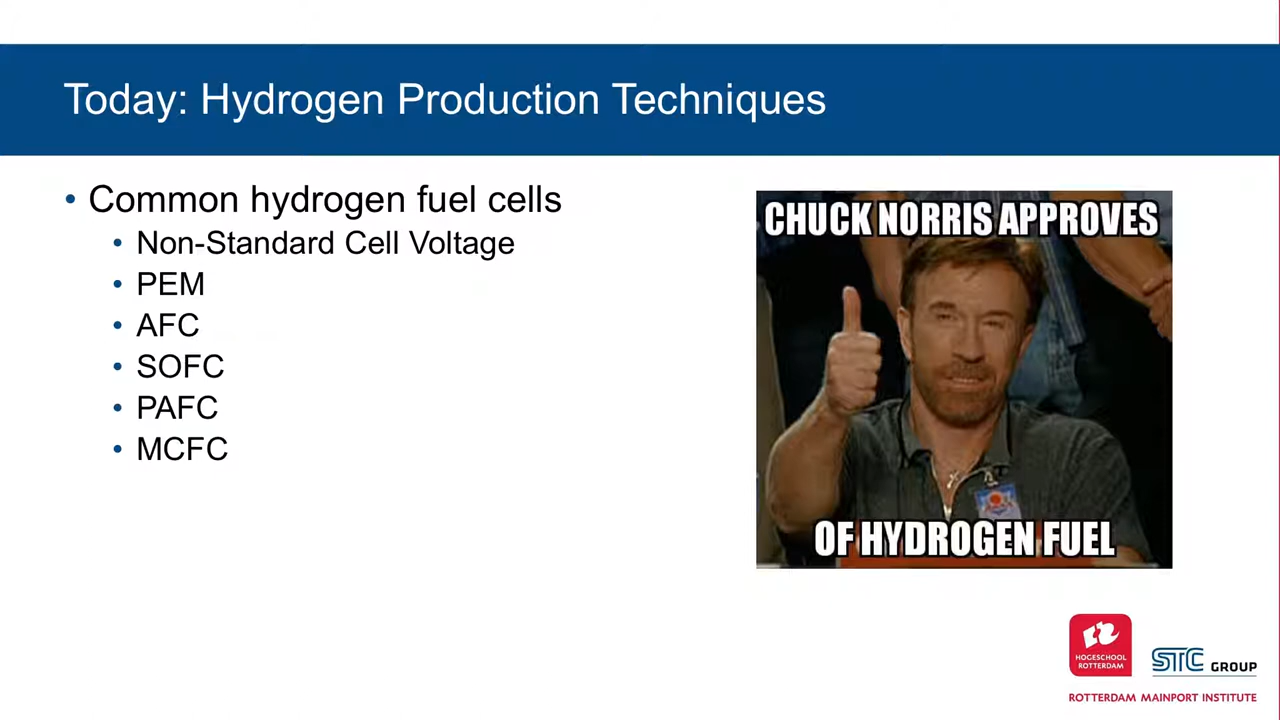 Today: Hydrogen Production Techniques
• Common hydrogen fuel cells
• Non-Standard Cell Voltage
• PEM
• AFC
• SOFC
• PAFC
• MCFC
CHUCK NORRIS APPROVES
OF HYDROGEN FUEL
HOGESCHOOL
ROTTERDAM
STC GROUP
ROTTERDAM MAINPORT INSTITUTE